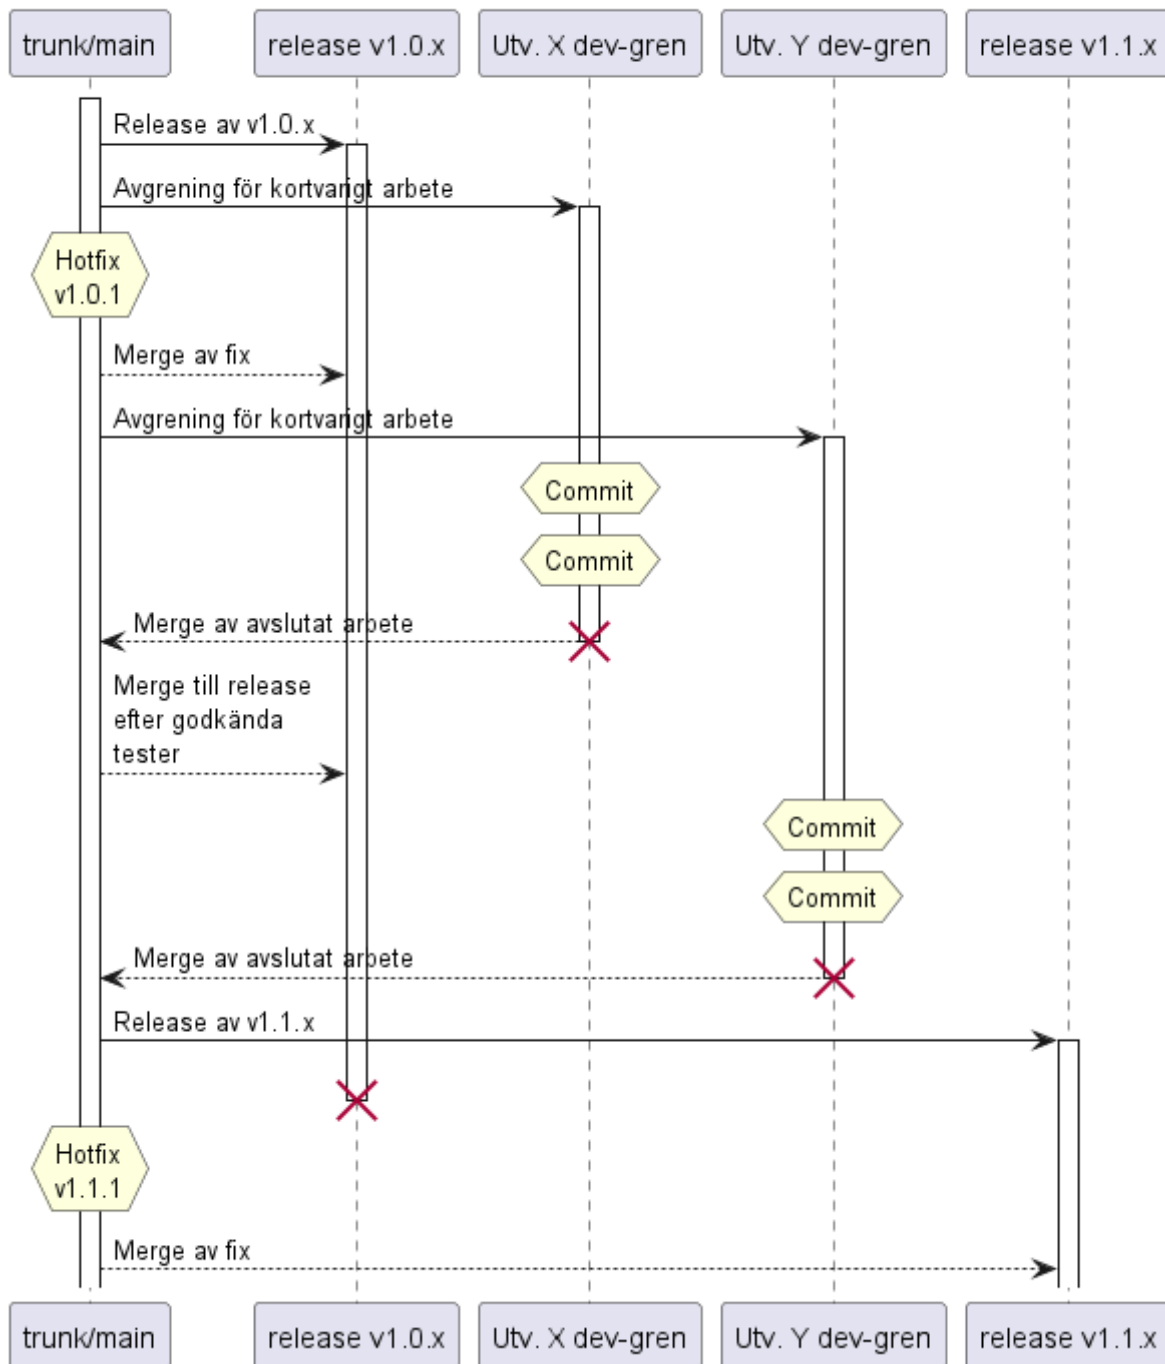 trunk/main
release v1.0.x
Utv. X dev-gren
Utv. Y dev-gren
release v1.1.x
Release av v1.0.x
Avgrening för kortvarigt arbete
Hotfix
v1.0.1
Merge av fix
Avgrening för kortvarigt arbete
Commit
Commit
Merge av avslutat arbete
Merge till release
efter godkända
tester
Commit
Commit
Merge av avslutat arbete
Release av v1.1.x
Hotfix
v1.1.1
Merge av fix
trunk/main
release v1.0.x
Utv. X dev-gren
Utv. Y dev-gren
release v1.1.x